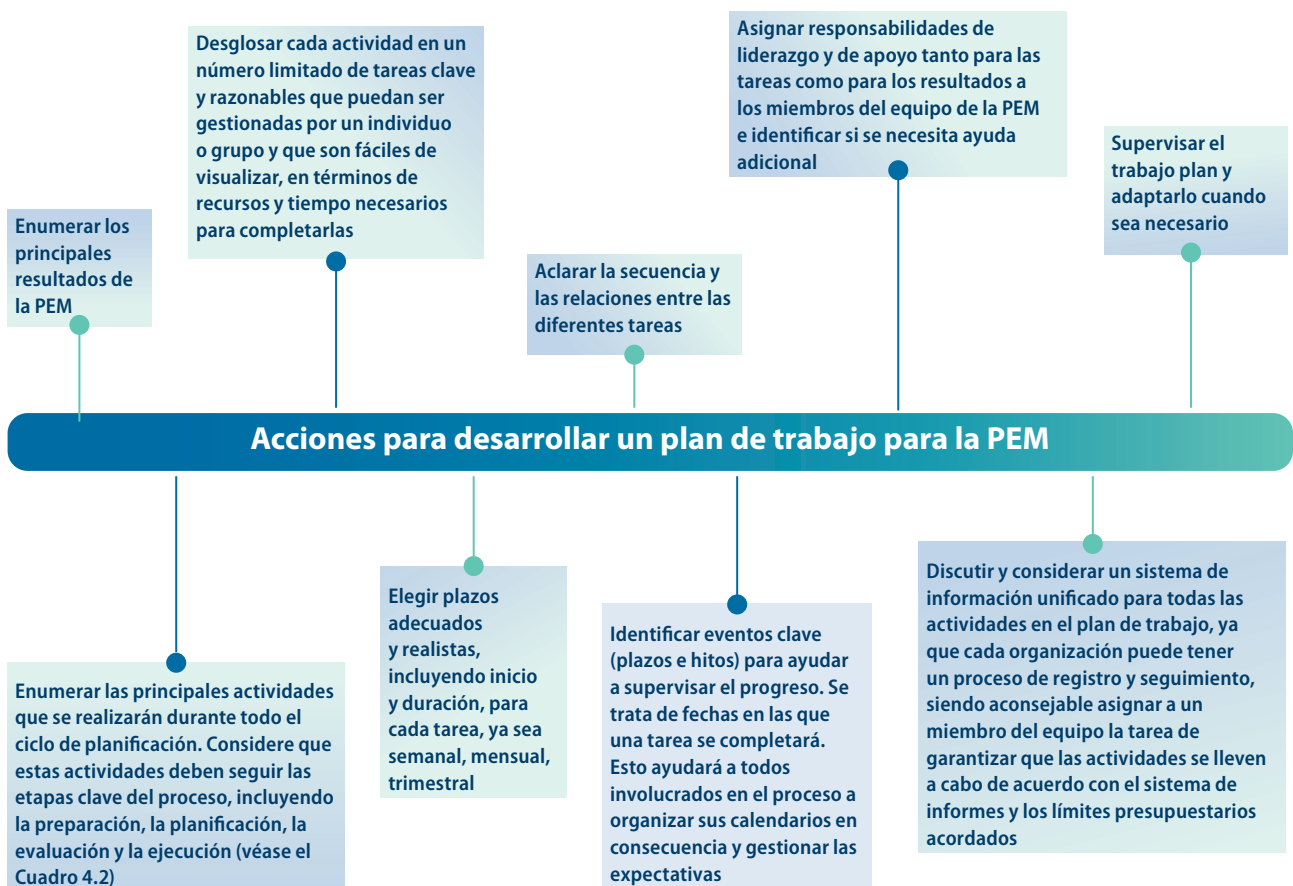 Enumerar los
principales
resultados de
la PEM
Desglosar cada actividad en un
número limitado de tareas clave
y razonables que puedan ser
gestionadas por un individuo
o grupo y que son fáciles de
visualizar, en términos de
recursos y tiempo necesarios
para completarlas
Aclarar la secuencia y
las relaciones entre las
diferentes tareas
Asignar responsabilidades de
liderazgo y de apoyo tanto para las
tareas como para los resultados a
los miembros del equipo de la PEM
e identificar si se necesita ayuda
adicional
Supervisar el
trabajo plan y
adaptarlo cuando
sea necesario
Acciones para desarrollar un plan de trabajo para la PEM
Enumerar las principales actividades
que se realizarán durante todo el
ciclo de planificación. Considere que
estas actividades deben seguir las
etapas clave del proceso, incluyendo
la preparación, la planificación, la
evaluación y la ejecución (véase el
Cuadro 4.2)
Elegir plazos
adecuados
y realistas,
incluyendo inicio
y duración, para
cada tarea, ya sea
semanal, mensual,
trimestral
Identificar eventos clave
(plazos e hitos) para ayudar
a supervisar el progreso. Se
trata de fechas en las que
una tarea se completará.
Esto ayudará a todos
involucrados en el proceso a
organizar sus calendarios en
consecuencia y gestionar las
expectativas
Discutir y considerar un sistema de
información unificado para todas las
actividades en el plan de trabajo, ya
que cada organización puede tener
un proceso de registro y seguimiento,
siendo aconsejable asignar a un
miembro del equipo la tarea de
garantizar que las actividades se lleven
a cabo de acuerdo con el sistema de
informes y los límites presupuestarios
acordados